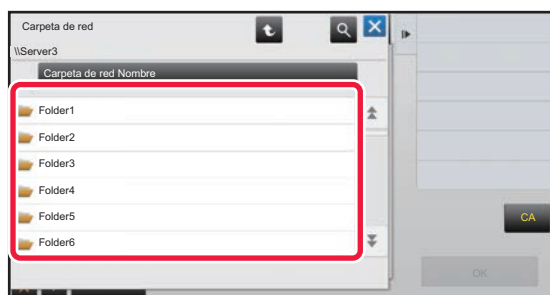 Carpeta de red
\\Server3
Carpeta de red Nombre
Folder1
Folder2
Folder3
Folder4
Folder5
Folder6
CA
OK